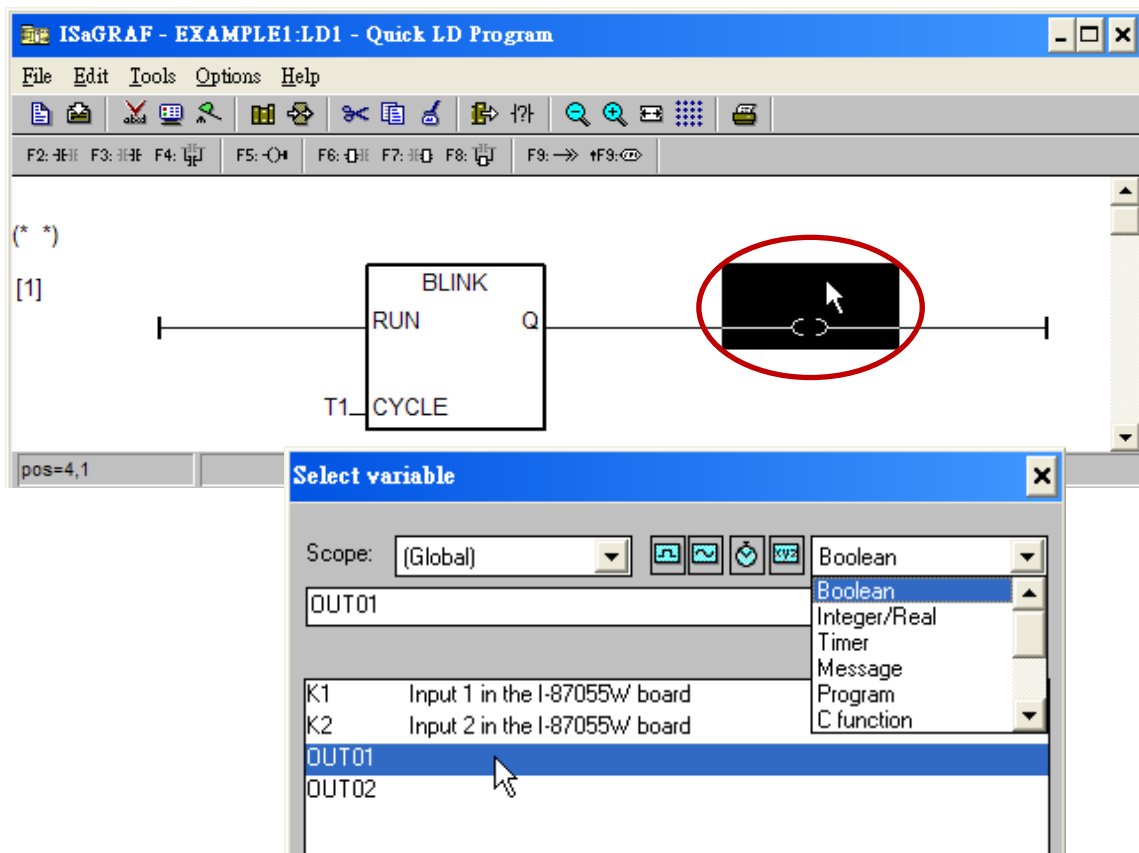 ISaGRAF - EXAMPLE1:LD1 - Quick LD Program
File Edit Tools Options Help
F2: F3: F4: F5: F6: F7: F8: F9: F9:
(* *)
[1]
BLINK
RUN Q
T1 CYCLE
pos=4,1
Select variable
Scope: (Global) xyz Boolean
OUT01
Boolean
Integer/Real
Timer
Message
Program
C function
K1 Input 1 in the I-87055W board
K2 Input 2 in the I-87055W board
OUT01
OUT02